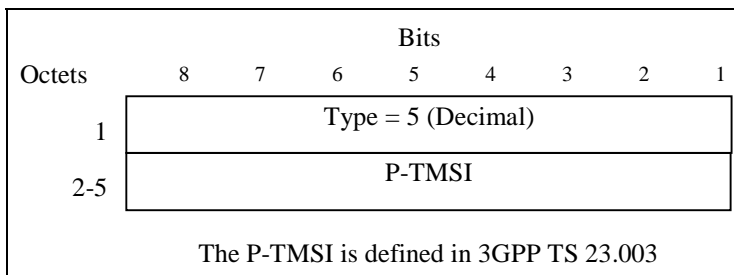 Bits
Octets 8 7 6 5 4 3 2 1
1 Type = 5 (Decimal)
2-5 P-TMSI
The P-TMSI is defined in 3GPP TS 23.003